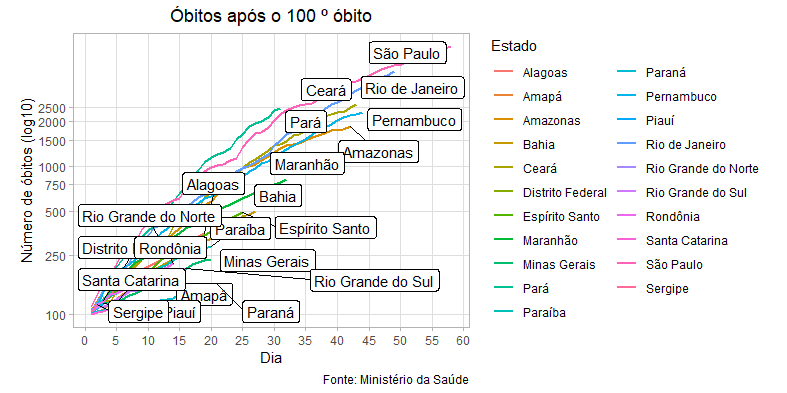 Óbitos após o 100 º óbito
Número de óbitos (log10)
2500
2000
1500
1000
750
500
250
100
São Paulo
Ceará
Rio de Janeiro
Pará
Pernambuco
Amazonas
Maranhão
Alagoas
Bahia
Rio Grande do Norte
Paraíba
Espírito Santo
Distrito
Rondônia
Minas Gerais
Santa Catarina
Rio Grande do Sul
Amapá
Sergipe
Piauí
Paraná
0 5 10 15 20 25 30 35 40 45 50 55 60
Dia
Estado
Alagoas
Amapá
Amazonas
Bahia
Ceará
Distrito Federal
Espírito Santo
Maranhão
Minas Gerais
Pará
Paraíba
Paraná
Pernambuco
Piauí
Rio de Janeiro
Rio Grande do Norte
Rio Grande do Sul
Rondônia
Santa Catarina
São Paulo
Sergipe
Fonte: Ministério da Saúde